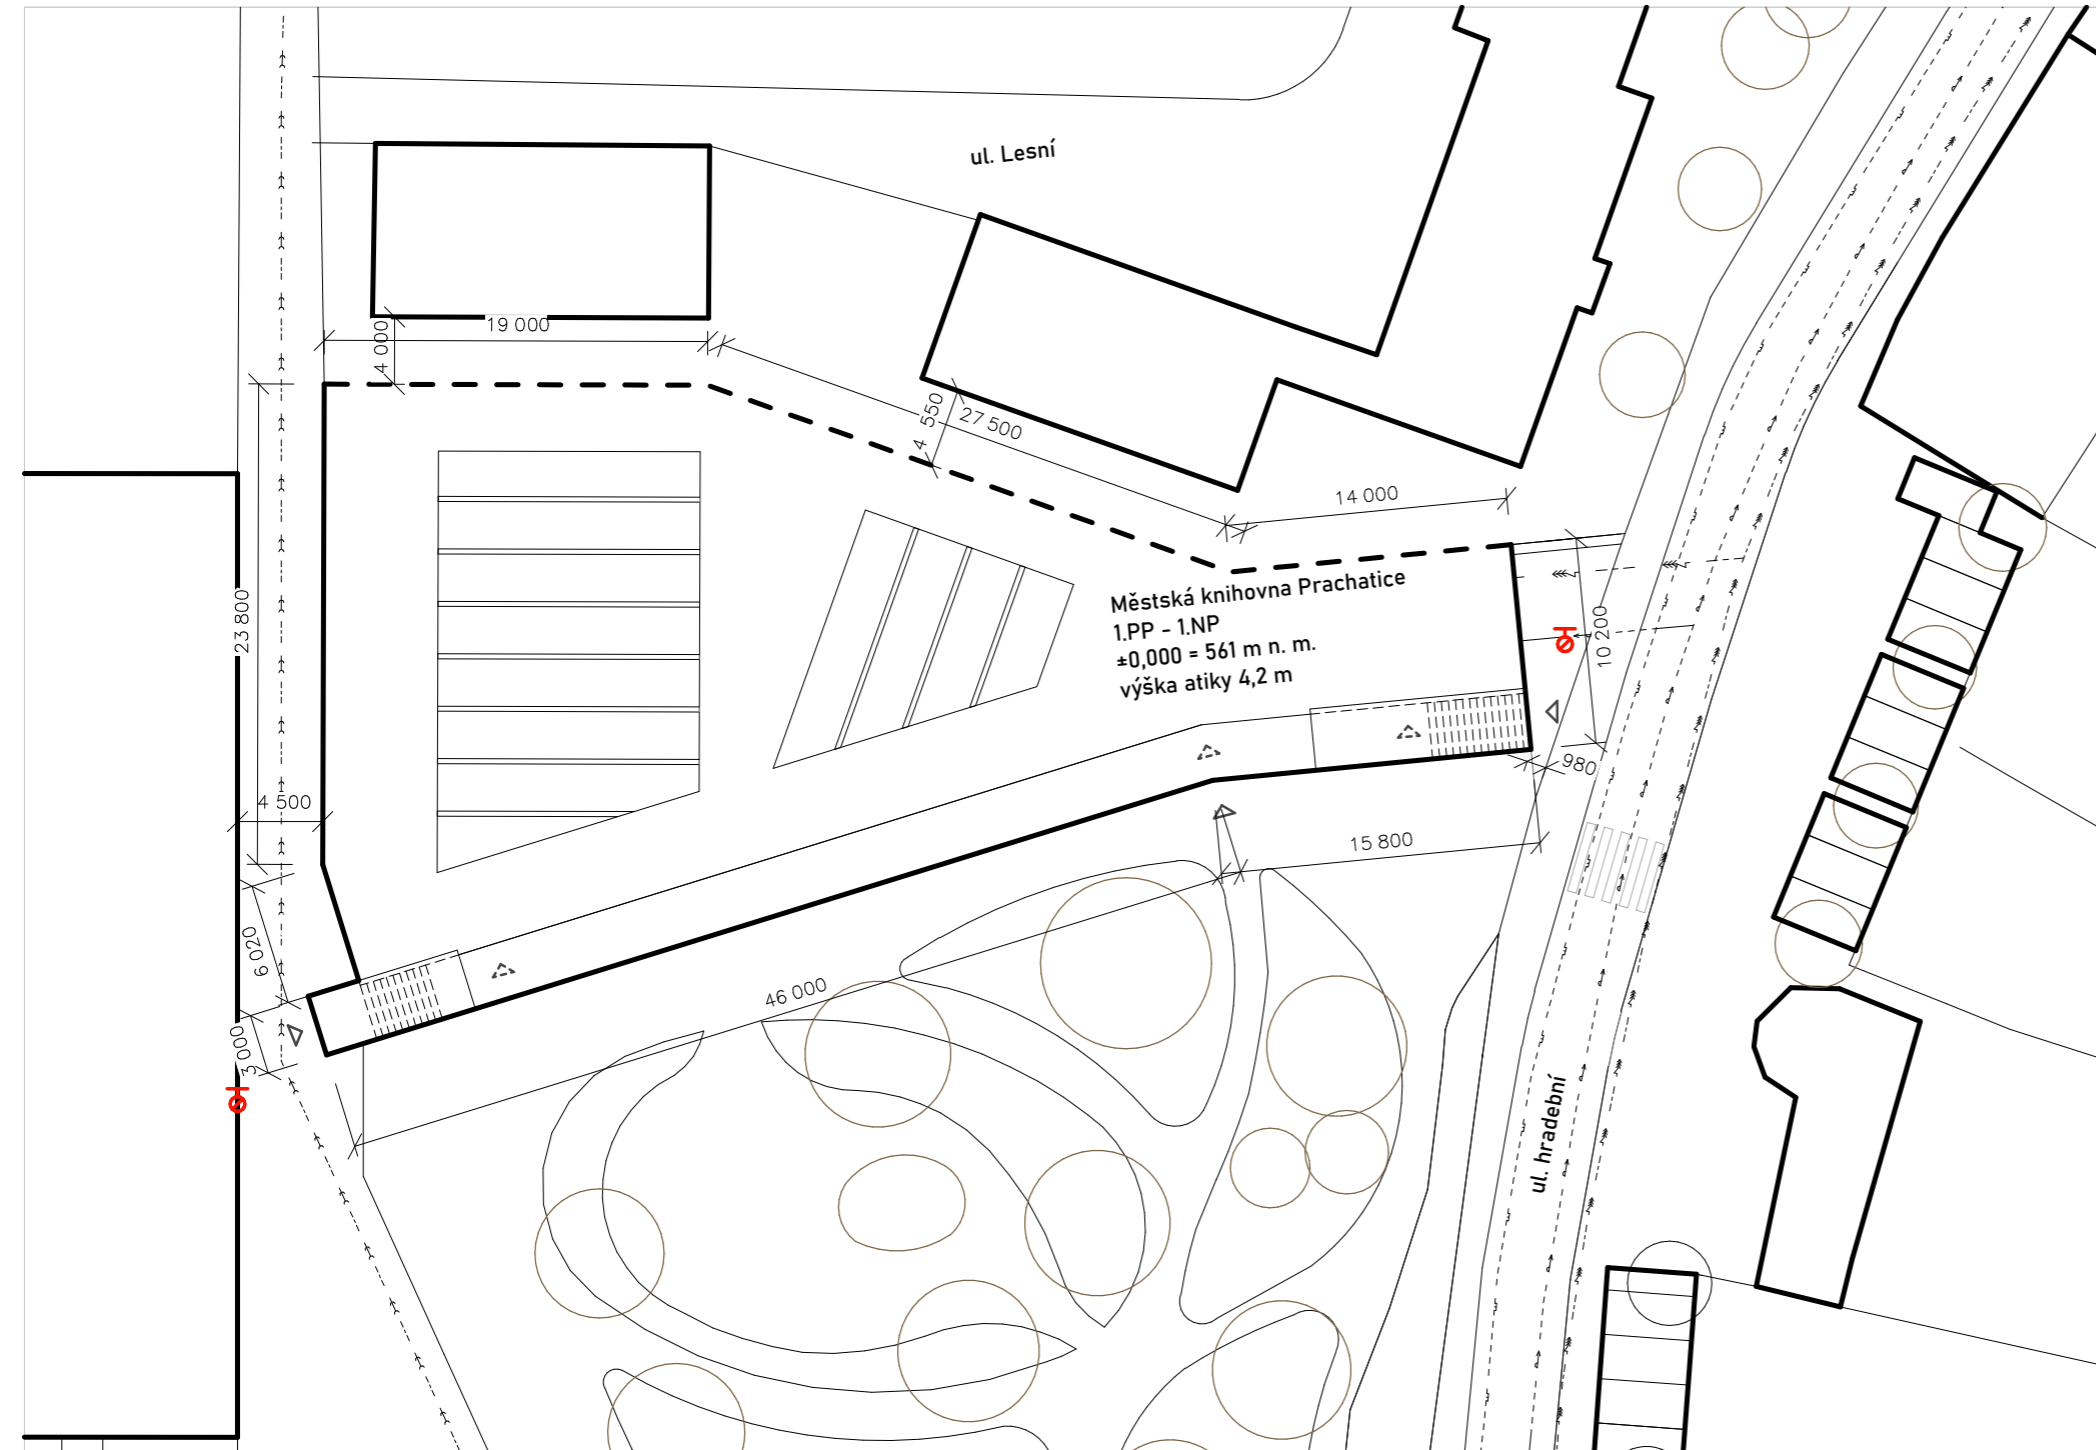 ul. Lesní
19 000
4 000
4 550
27 500
14 000
Městská knihovna Prachatice
1.PP - 1.NP
±0,000 = 561 m n. m.
výška atiky 4,2 m
10 200
23 800
980
4 500
15 800
6 020
46 000
3 000
ul. hradební